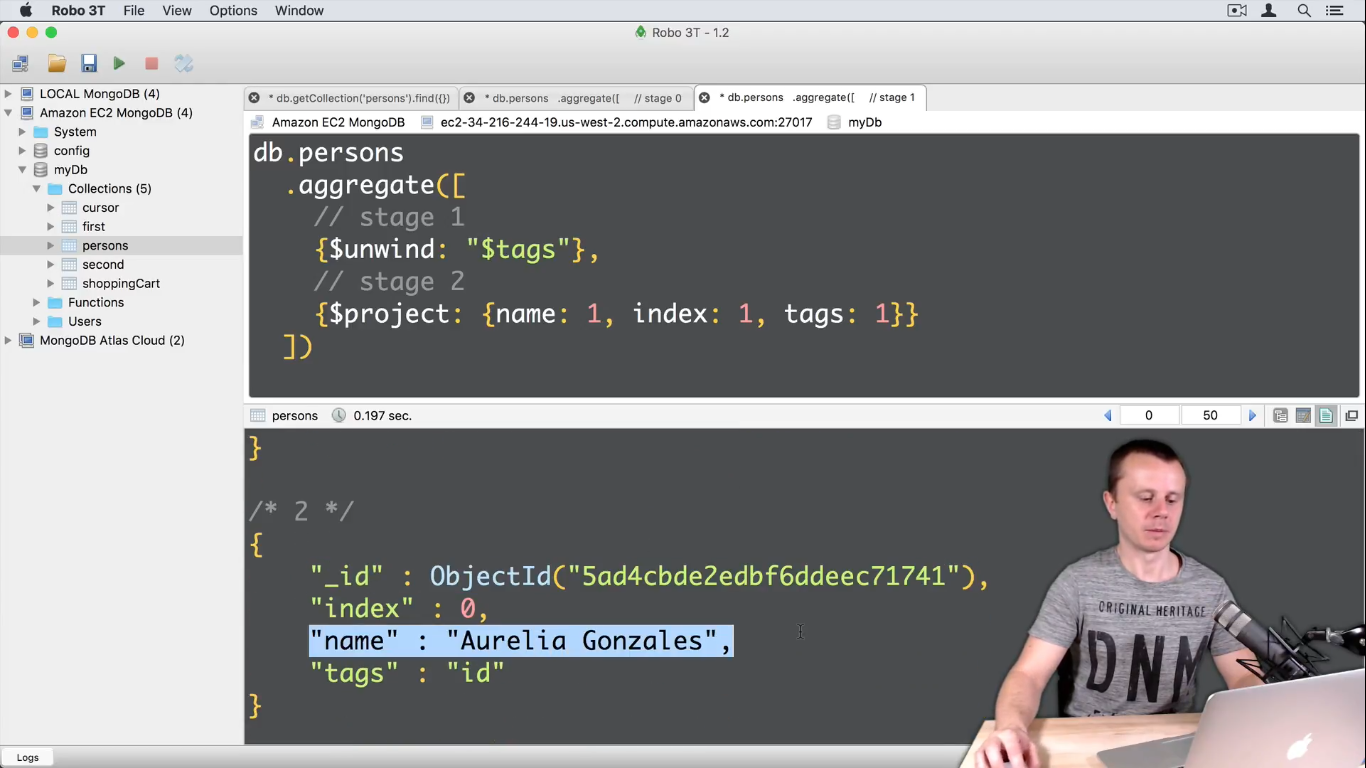 Robo 3T File View Options Window
Robo 3T - 1.2
LOCAL MongoDB (4)
Amazon EC2 MongoDB (4)
System
config
myDb
Collections (5)
cursor
first
persons
second
shoppingCart
Functions
Users
MongoDB Atlas Cloud (2)
* db.getCollection('persons').find({}) * db.persons .aggregate([ // stage 0 * db.persons .aggregate([ // stage 1
Amazon EC2 MongoDB ec2-34-216-244-19.us-west-2.compute.amazonaws.com:27017 myDb
db.persons
.aggregate([
// stage 1
{$unwind: "$tags"},
// stage 2
{$project: {name: 1, index: 1, tags: 1}}
])
persons 0.197 sec. 0 50
}
/* 2 */
{
"_id" : ObjectId("5ad4cbde2edbf6ddeec71741"),
"index" : 0,
"name" : "Aurelia Gonzales",
"tags" : "id"
}
ORIGINAL HERITAGE
DNM
Logs